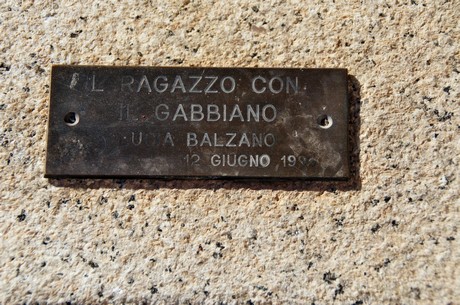 IL RAGAZZO CON
IL GABBIANO
BALZANO
12 GIUGNO